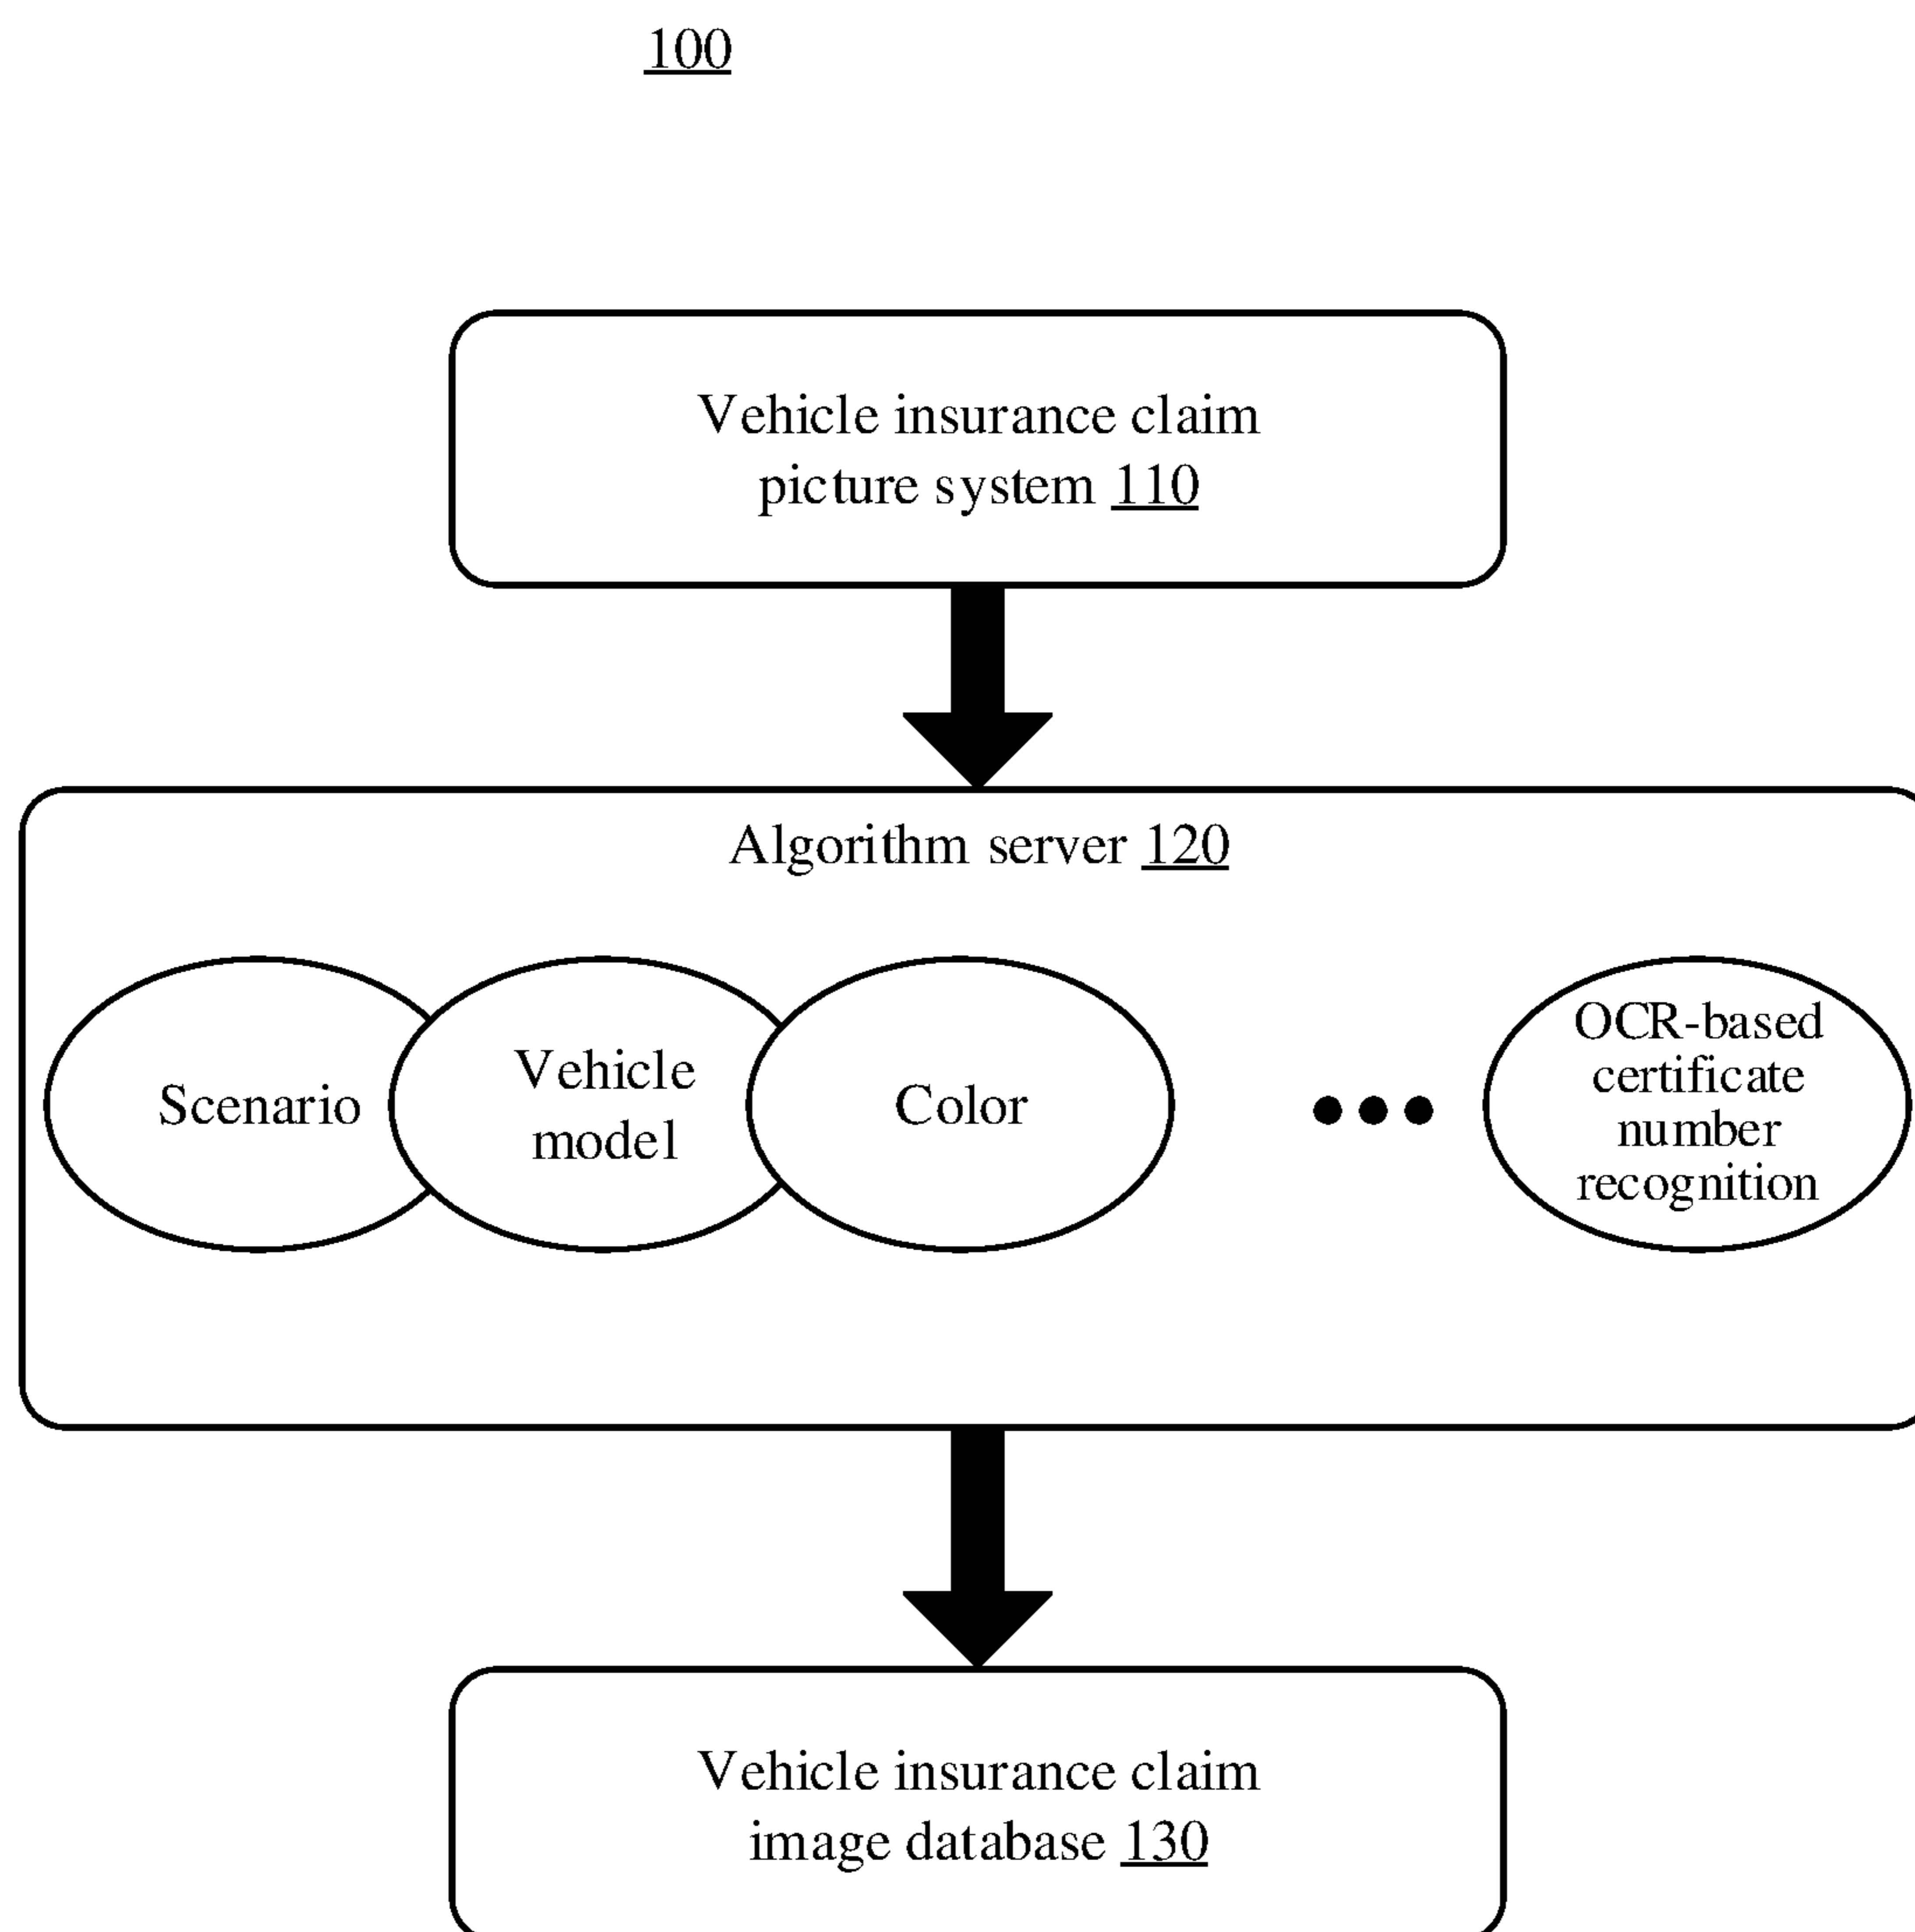 100
Vehicle insurance claim
picture system 110
Algorithm server 120
Scenario
Vehicle
model
Color
OCR-based
certificate
number
recognition
Vehicle insurance claim
image database 130